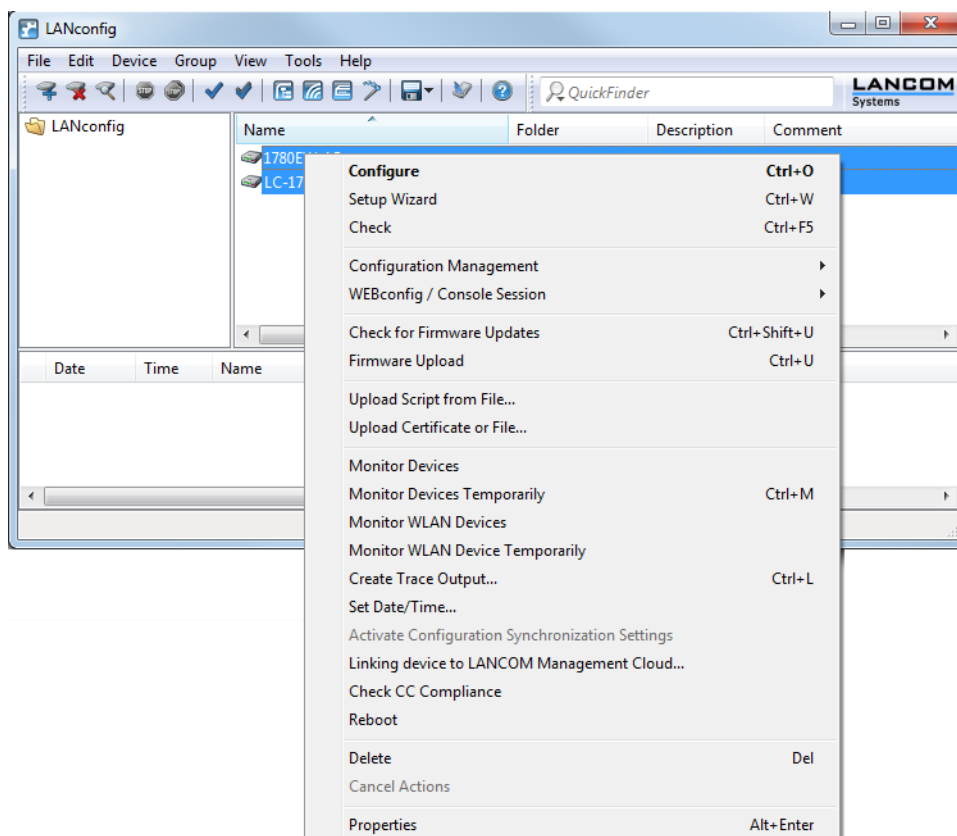 LANconfig
File Edit Device Group View Tools Help
QuickFinder
LANCOM
Systems
LANconfig
Name Folder Description Comment
LC-17
Configure Ctrl+O
Setup Wizard Ctrl+W
Check Ctrl+F5
Configuration Management
WEBconfig / Console Session
Check for Firmware Updates Ctrl+Shift+U
Firmware Upload Ctrl+U
Upload Script from File...
Upload Certificate or File...
Monitor Devices
Monitor Devices Temporarily Ctrl+M
Monitor WLAN Devices
Monitor WLAN Device Temporarily
Create Trace Output... Ctrl+L
Set Date/Time...
Activate Configuration Synchronization Settings
Linking device to LANCOM Management Cloud...
Check CC Compliance
Reboot
Delete Del
Cancel Actions
Properties Alt+Enter
Date Time Name